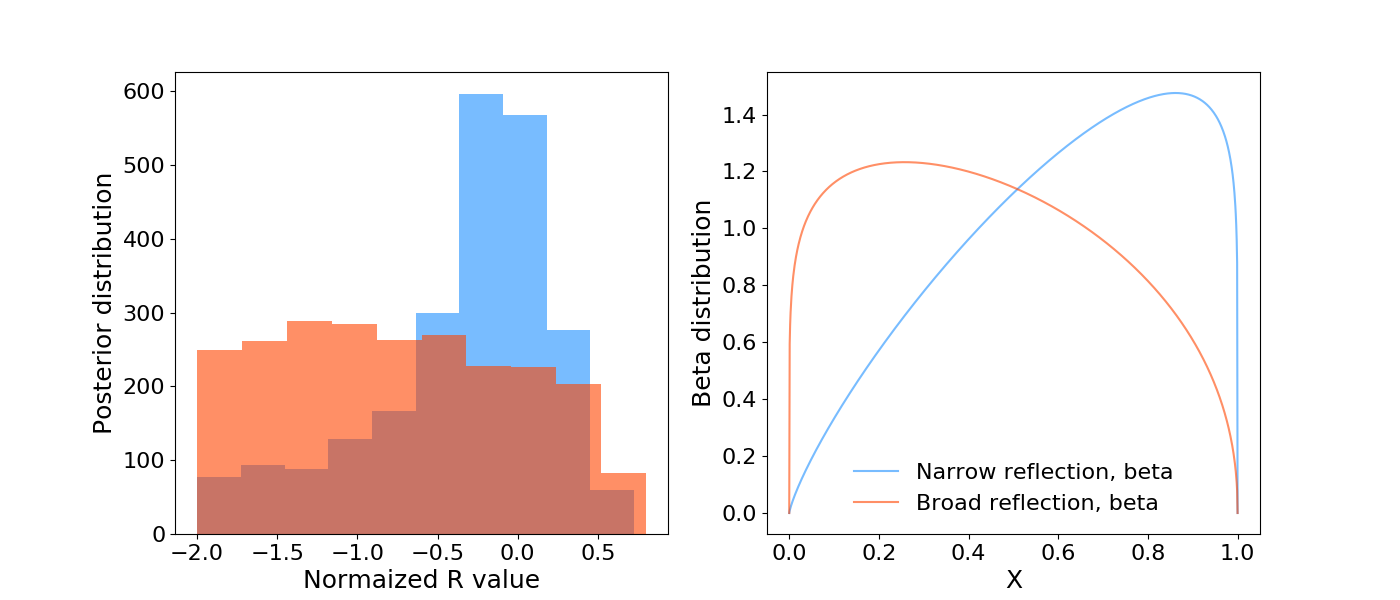 Posterior distribution
600
500
400
300
200
100
0
−2.0 −1.5 −1.0 −0.5 0.0 0.5
Normaized R value
Beta distribution
1.4
1.2
1.0
0.8
0.6
0.4
0.2
0.0
Narrow reflection, beta
Broad reflection, beta
0.0 0.2 0.4 0.6 0.8 1.0
X